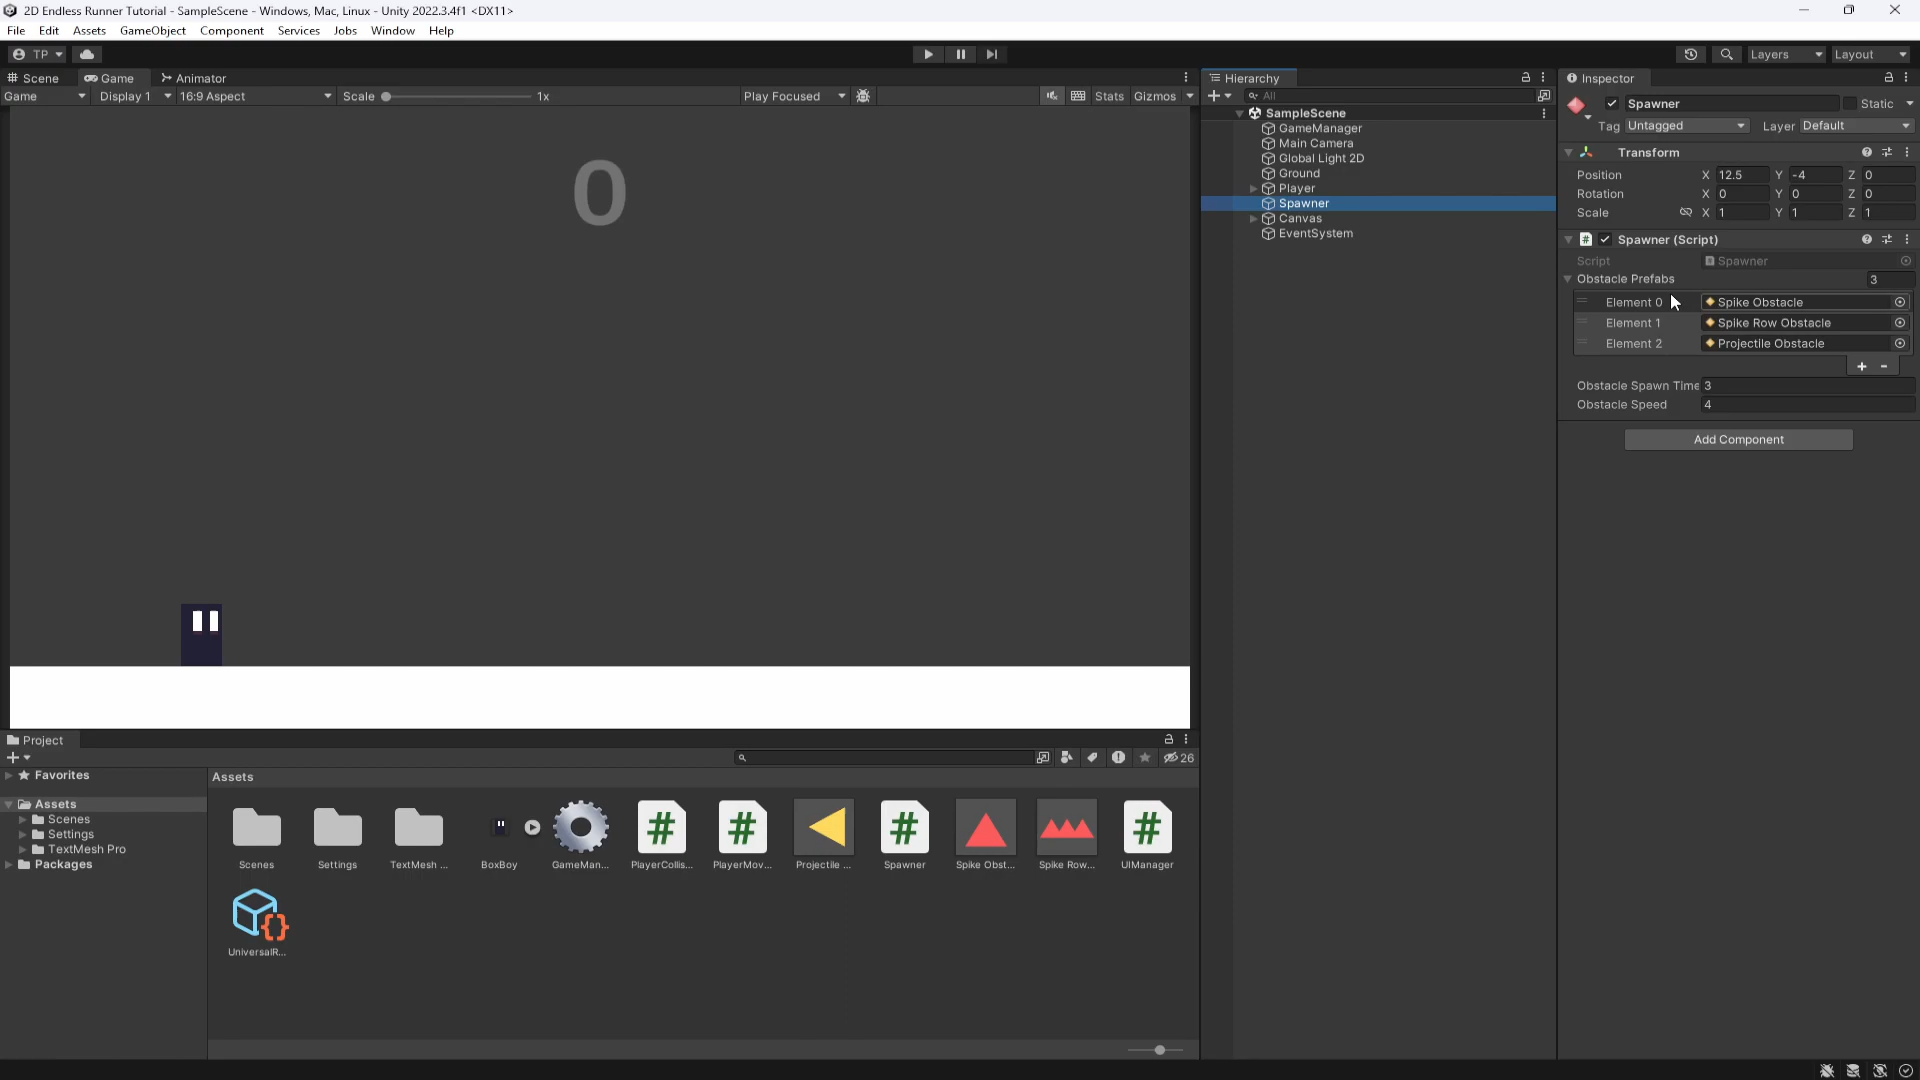 2D Endless Runner Tutorial - SampleScene - Windows, Mac, Linux - Unity 2022.3.4f1 <DX11>
File Edit Assets GameObject Component Services Jobs Window Help
TP
Layers Layout
Scene Game Animator
Game Display 1 16:9 Aspect Scale 1x Play Focused Stats Gizmos
0
Hierarchy
All
SampleScene
GameManager
Main Camera
Global Light 2D
Ground
Player
Spawner
Canvas
EventSystem
Inspector
Spawner Static
Tag Untagged Layer Default
Transform
Position X 12.5 Y -4 Z 0
Rotation X 0 Y 0 Z 0
Scale X 1 Y 1 Z 1
# Spawner (Script)
Script Spawner
Obstacle Prefabs 3
Element 0 Spike Obstacle
Element 1 Spike Row Obstacle
Element 2 Projectile Obstacle
+ -
Obstacle Spawn Time 3
Obstacle Speed 4
Add Component
Project
26
Favorites
Assets
Scenes
Settings
TextMesh Pro
Packages
Assets
Scenes
Settings
TextMesh ...
BoxBoy
GameMan...
PlayerCollis...
PlayerMov...
Projectile ...
Spawner
Spike Obst...
Spike Row...
UIManager
UniversalR...